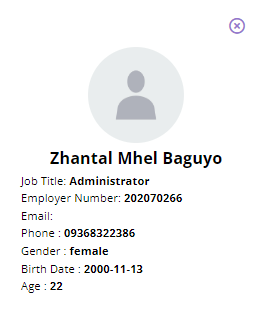 Zhantal Mhel Baguyo
Job Title: Administrator
Employer Number: 202070266
Email:
Phone : 09368322386
Gender : female
Birth Date : 2000-11-13
Age : 22